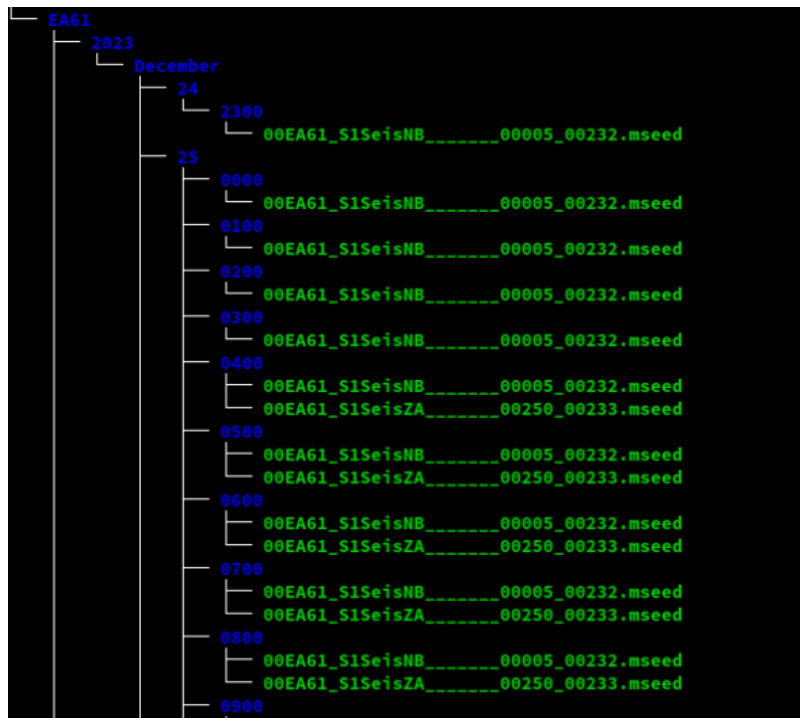 EA61
2023
December
24
2300
00EA61_S1SeisNB_______00005_00232.mseed
25
0000
00EA61_S1SeisNB_______00005_00232.mseed
0100
00EA61_S1SeisNB_______00005_00232.mseed
0200
00EA61_S1SeisNB_______00005_00232.mseed
0300
00EA61_S1SeisNB_______00005_00232.mseed
0400
00EA61_S1SeisNB_______00005_00232.mseed
00EA61_S1SeisZA_______00250_00233.mseed
0500
00EA61_S1SeisNB_______00005_00232.mseed
00EA61_S1SeisZA_______00250_00233.mseed
0600
00EA61_S1SeisNB_______00005_00232.mseed
00EA61_S1SeisZA_______00250_00233.mseed
0700
00EA61_S1SeisNB_______00005_00232.mseed
00EA61_S1SeisZA_______00250_00233.mseed
0800
00EA61_S1SeisNB_______00005_00232.mseed
00EA61_S1SeisZA_______00250_00233.mseed
0900